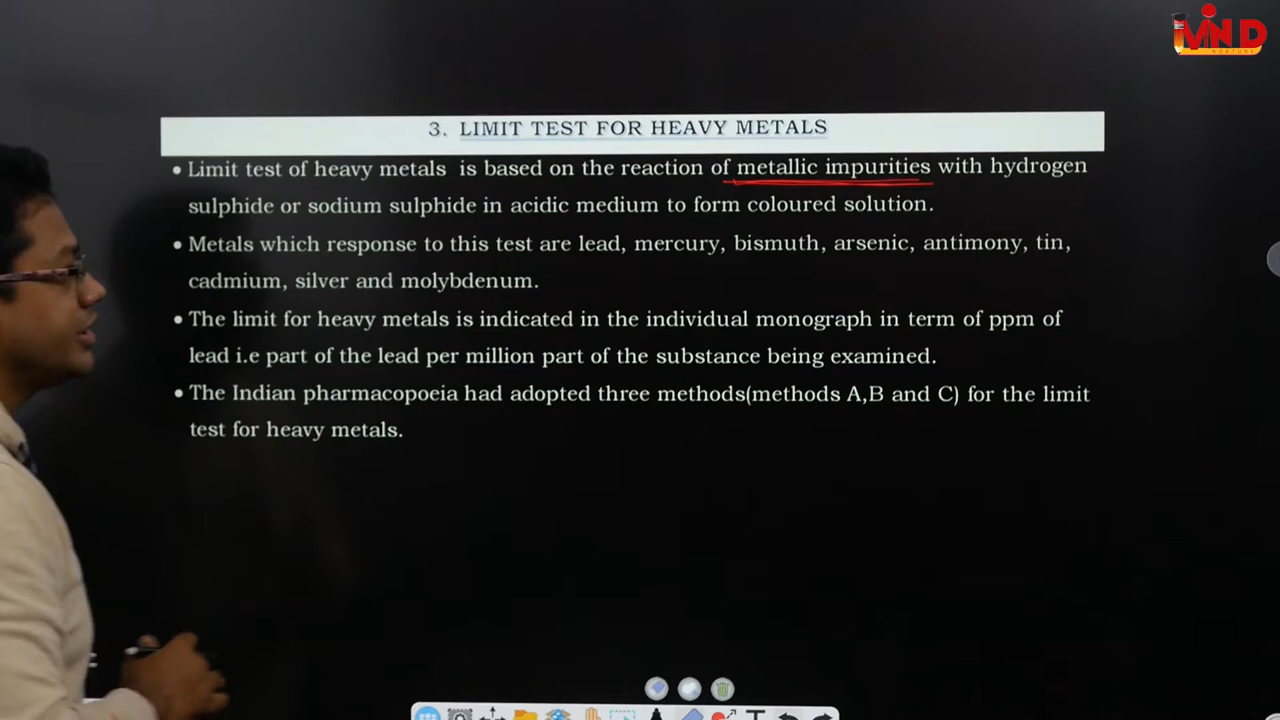 MIND
NURTURE
3. LIMIT TEST FOR HEAVY METALS
• Limit test of heavy metals is based on the reaction of metallic impurities with hydrogen
sulphide or sodium sulphide in acidic medium to form coloured solution.
• Metals which response to this test are lead, mercury, bismuth, arsenic, antimony, tin,
cadmium, silver and molybdenum.
• The limit for heavy metals is indicated in the individual monograph in term of ppm of
lead i.e part of the lead per million part of the substance being examined.
• The Indian pharmacopoeia had adopted three methods(methods A,B and C) for the limit
test for heavy metals.